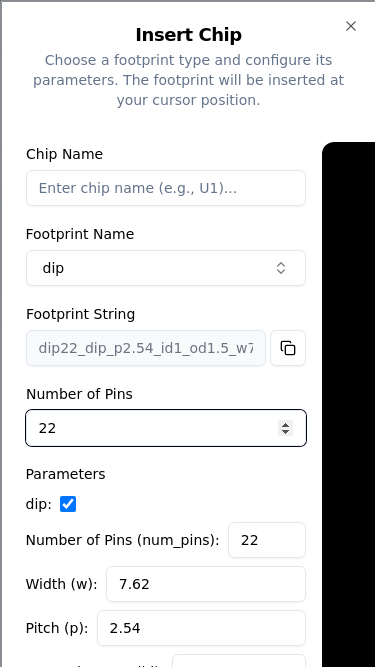 Insert Chip
Choose a footprint type and configure its
parameters. The footprint will be inserted at
your cursor position.
Chip Name
Enter chip name (e.g., U1)...
Footprint Name
dip
Footprint String
dip22_dip_p2.54_id1_od1.5_w7
Number of Pins
22
Parameters
dip:
Number of Pins (num_pins): 22
Width (w): 7.62
Pitch (p): 2.54